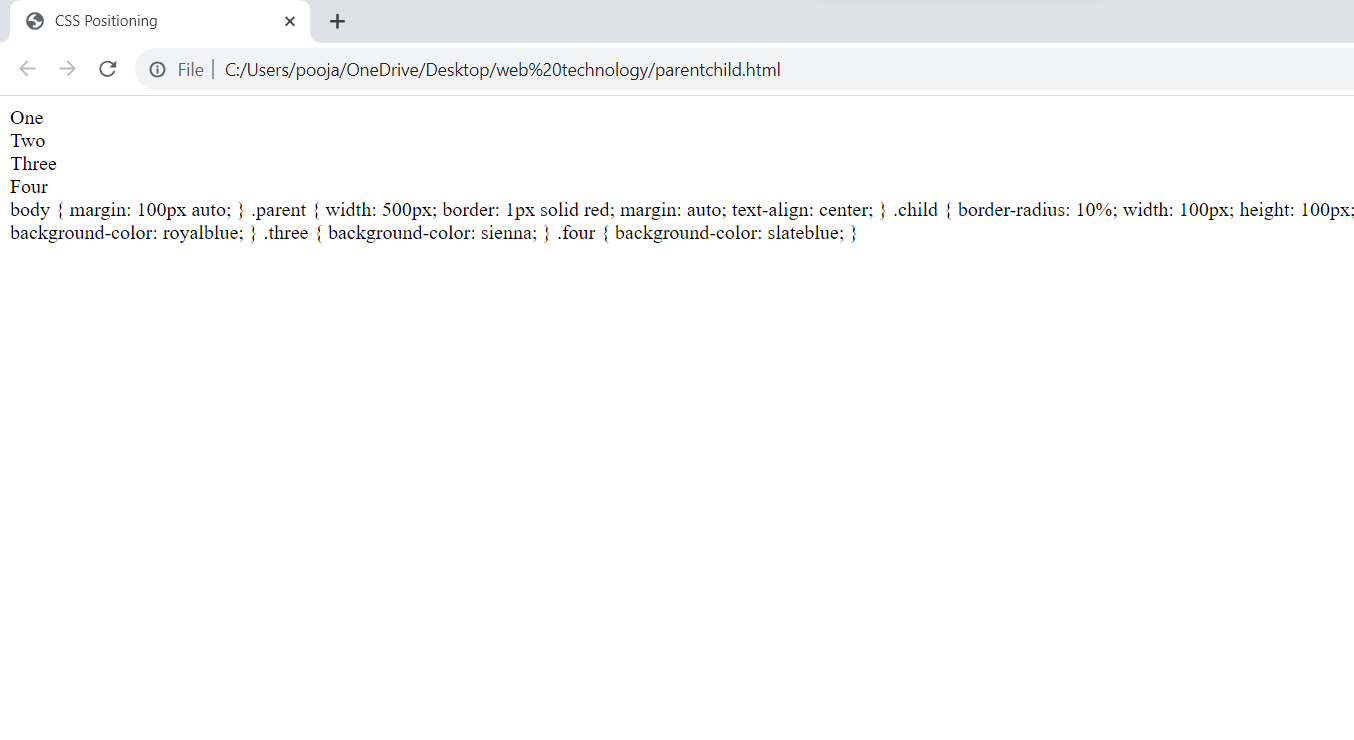 CSS Positioning
File
C:/Users/pooja/OneDrive/Desktop/web%20technology/parentchild.html
One
Two
Three
Four
body { margin: 100px auto; } .parent { width: 500px; border: 1px solid red; margin: auto; text-align: center; } .child { border-radius: 10%; width: 100px; height: 100px;
background-color: royalblue; } .three { background-color: sienna; } .four { background-color: slateblue; }